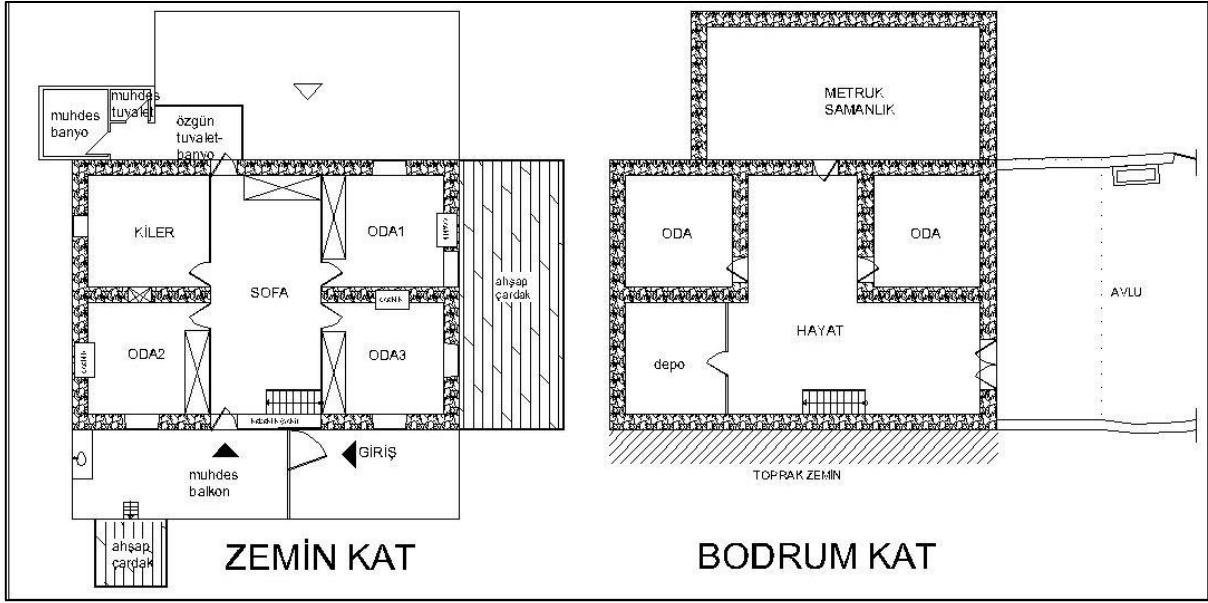 muhdes
tuvalet
muhdes
banyo
özgün
tuvalet-
banyo
KİLER
SOFA
ODA1
ODA2
ODA3
ahşap
çardak
GİRİŞ
muhdes
balkon
ahşap
çardak
ZEMİN KAT
METRUK
SAMANLIK
ODA
ODA
AVLU
HAYAT
depo
TOPRAK ZEMİN
BODRUM KAT